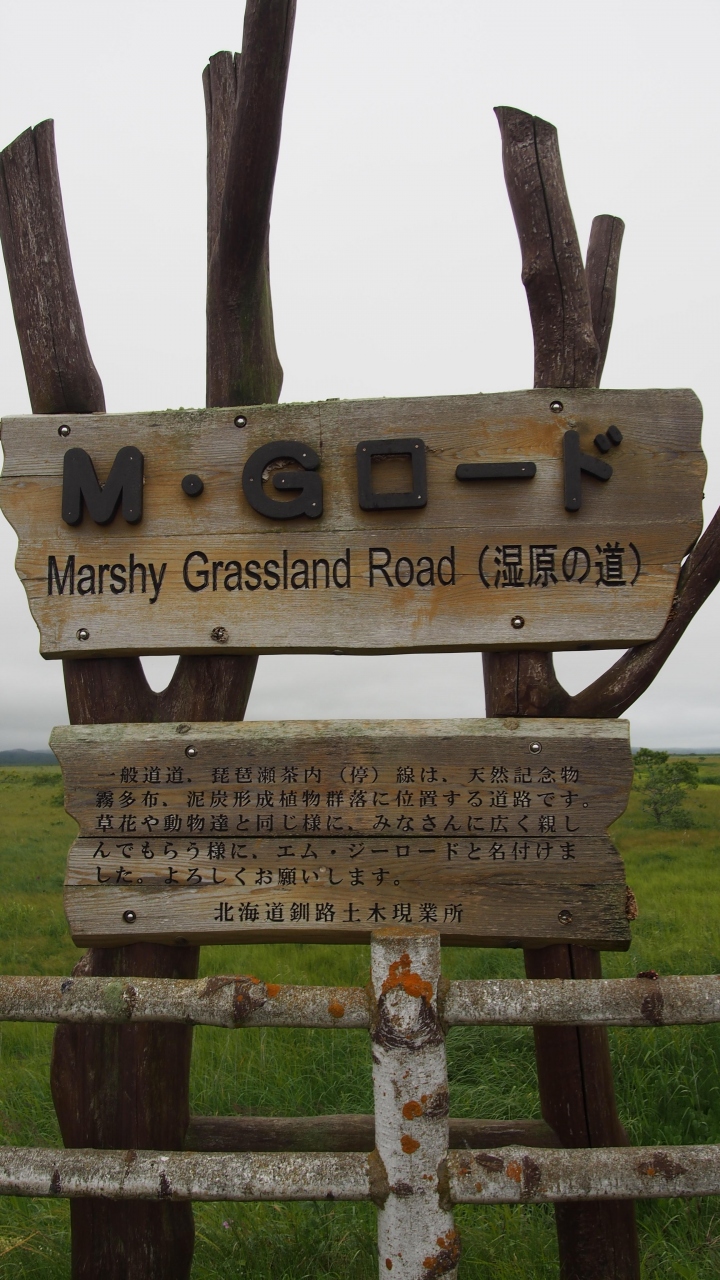 M・Gロード
Marshy Grassland Road（湿原の道）
一般道道、琵琶瀬茶内（停）線は、天然記念物
霧多布、泥炭形成植物群落に位置する道路です。
草花や動物達と同じ様に、みなさんに広く親し
んでもらう様に、エム・ジーロードと名付けま
した。よろしくお願いします。
北海道釧路土木現業所